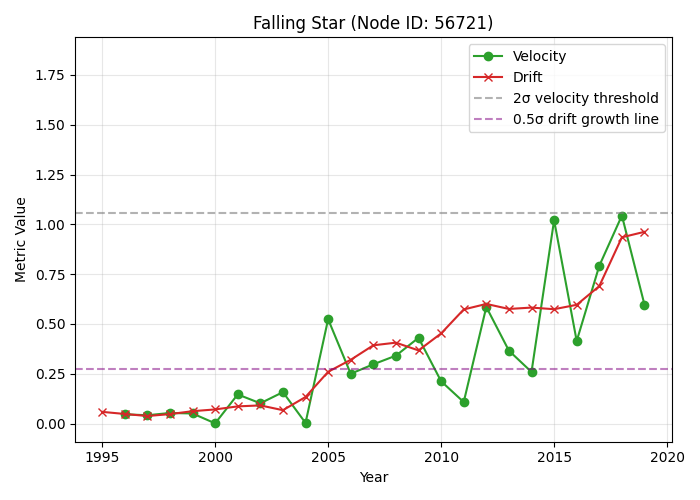 Falling Star (Node ID: 56721)
Velocity
Drift
2σ velocity threshold
0.5σ drift growth line
Metric Value
1.75
1.50
1.25
1.00
0.75
0.50
0.25
0.00
1995
2000
2005
2010
2015
2020
Year